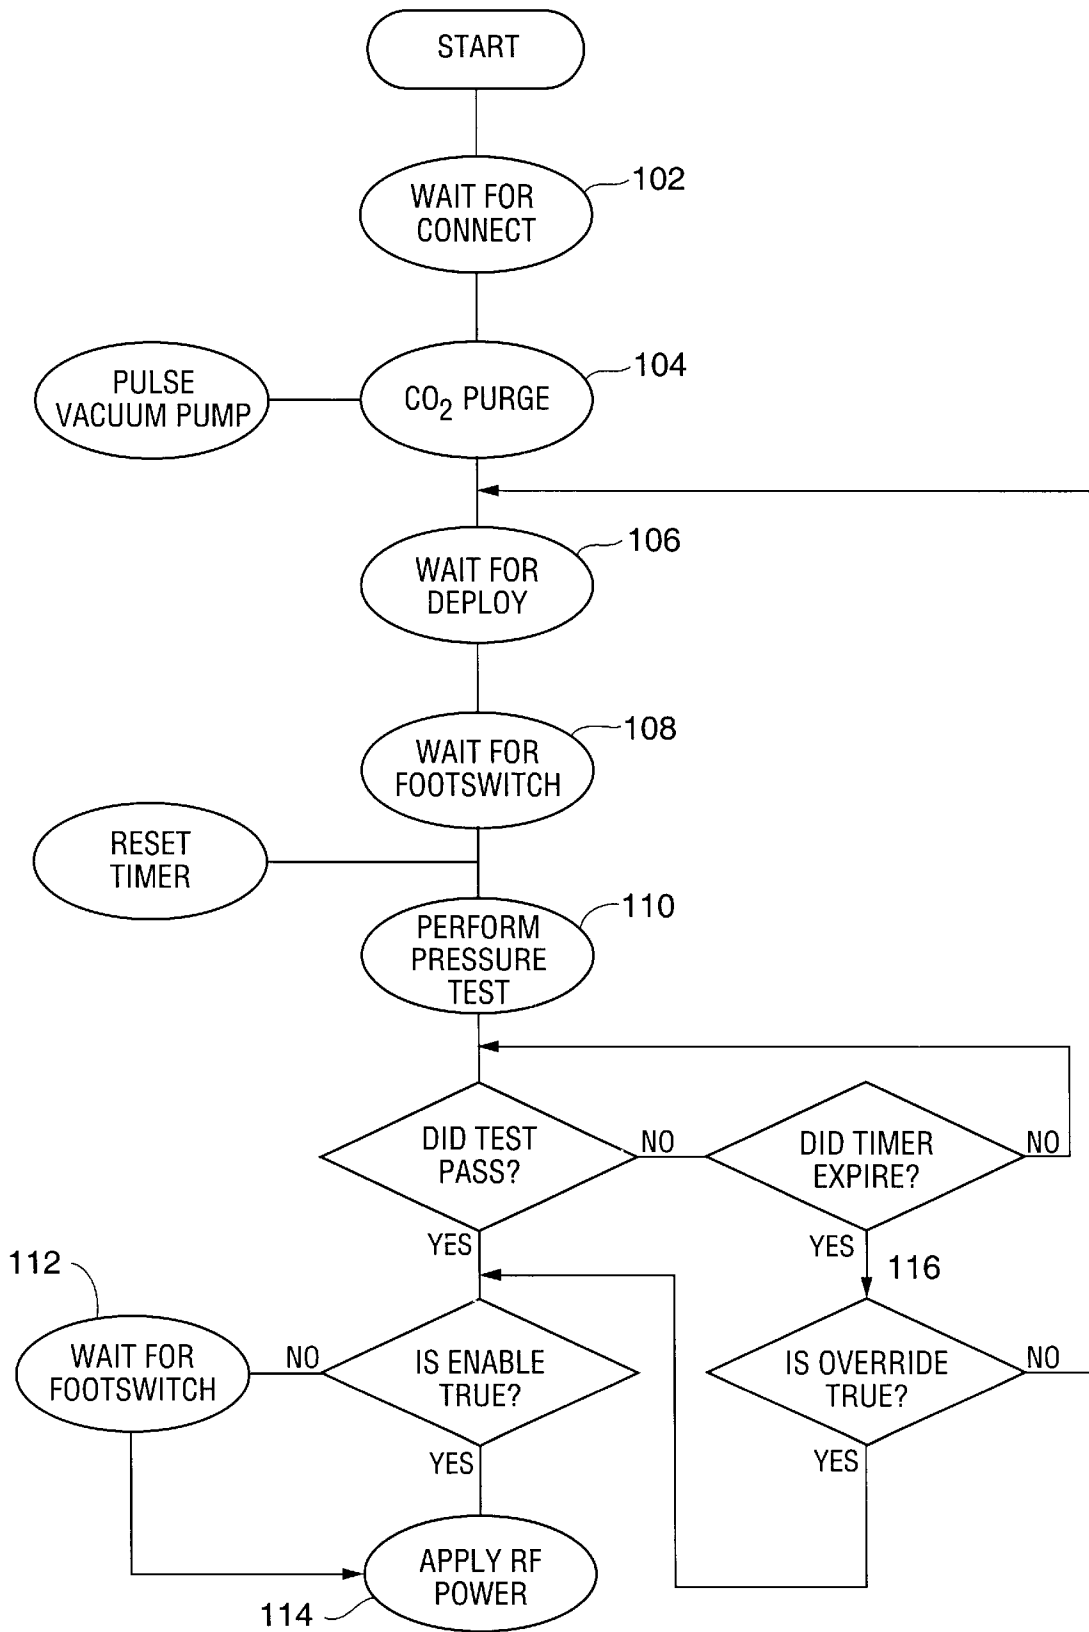 START
WAIT FOR
CONNECT
102
PULSE
VACUUM PUMP
CO₂ PURGE
104
WAIT FOR
DEPLOY
106
WAIT FOR
FOOTSWITCH
108
RESET
TIMER
PERFORM
PRESSURE
TEST
110
DID TEST
PASS?
NO
DID TIMER
EXPIRE?
NO
YES
YES
116
112
WAIT FOR
FOOTSWITCH
NO
IS ENABLE
TRUE?
IS OVERRIDE
TRUE?
NO
YES
YES
APPLY RF
POWER
114